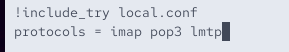 !include_try local.conf
protocols = imap pop3 lmtp